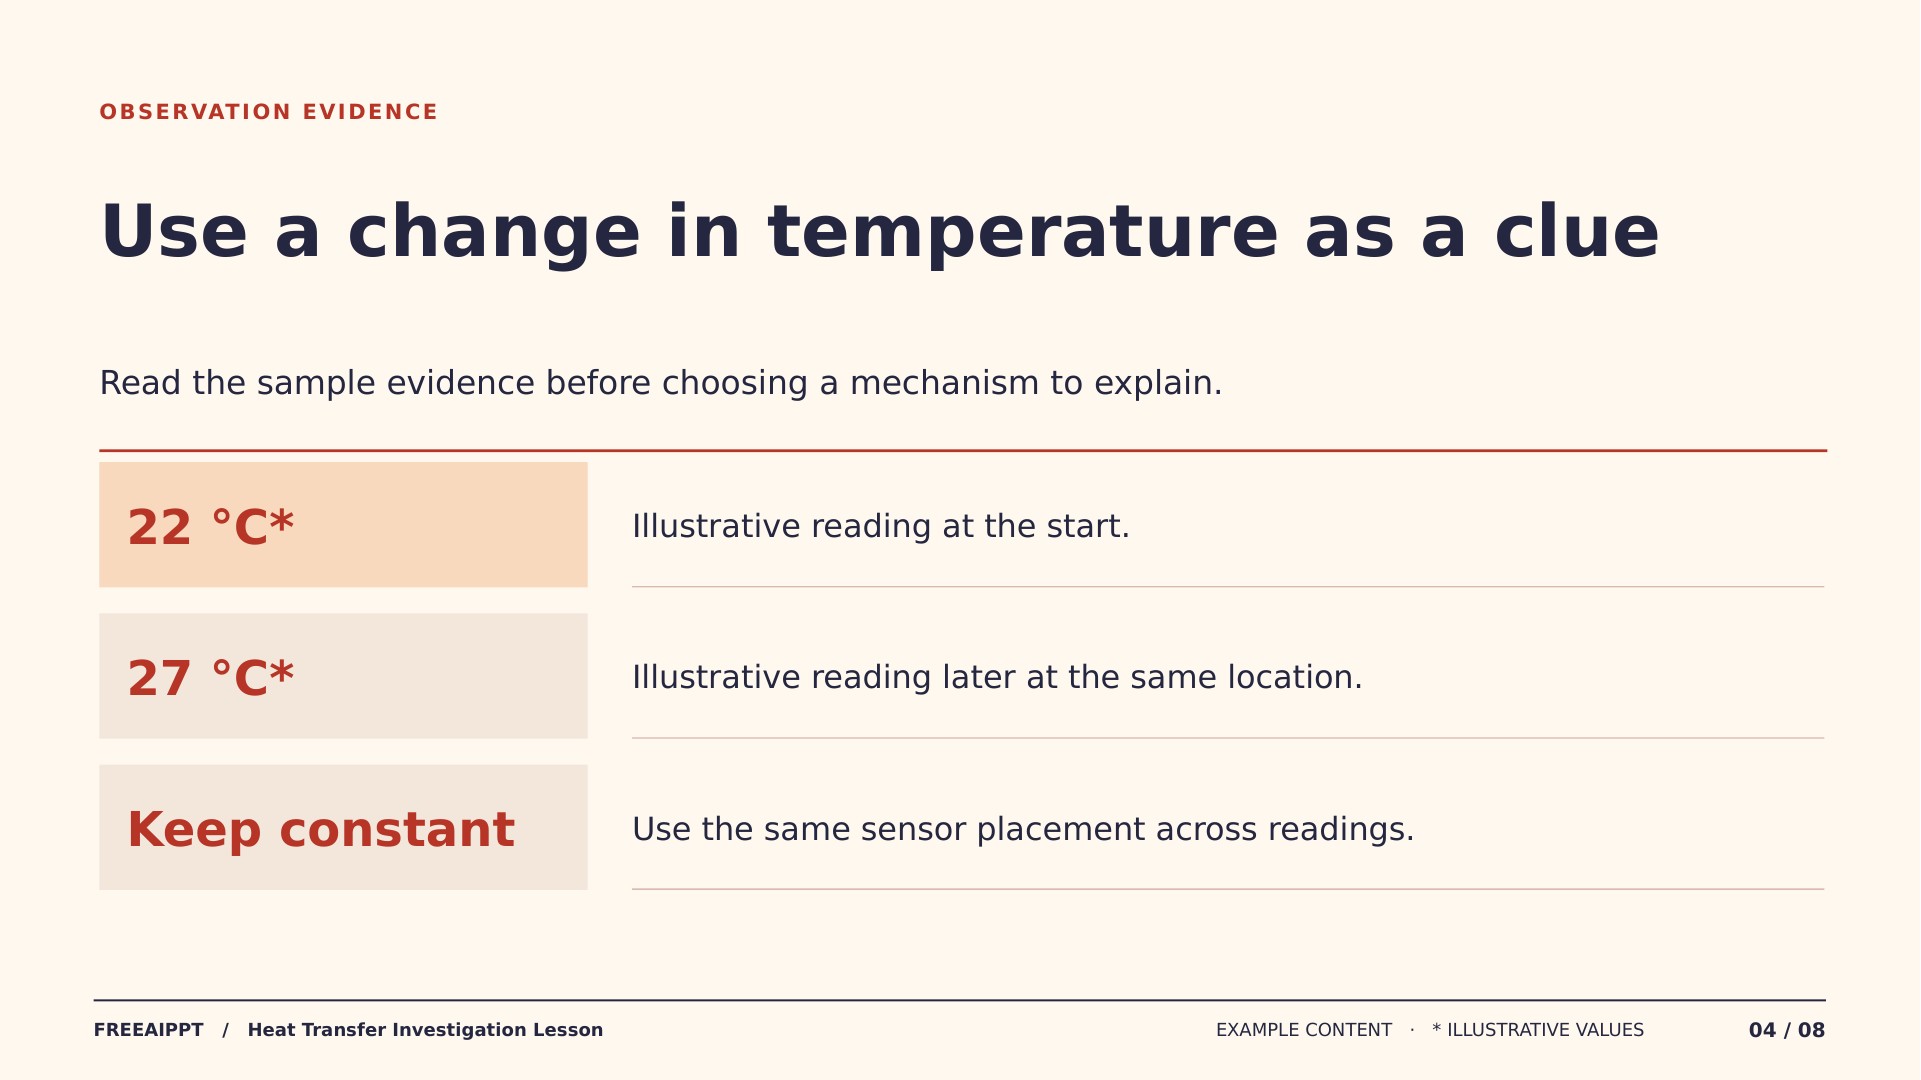 OBSERVATION EVIDENCE
Use a change in temperature as a clue
Read the sample evidence before choosing a mechanism to explain.
22 °C*
Illustrative reading at the start.
27 °C*
Illustrative reading later at the same location.
Keep constant
Use the same sensor placement across readings.
FREEAIPPT / Heat Transfer Investigation Lesson
EXAMPLE CONTENT · * ILLUSTRATIVE VALUES
04 / 08